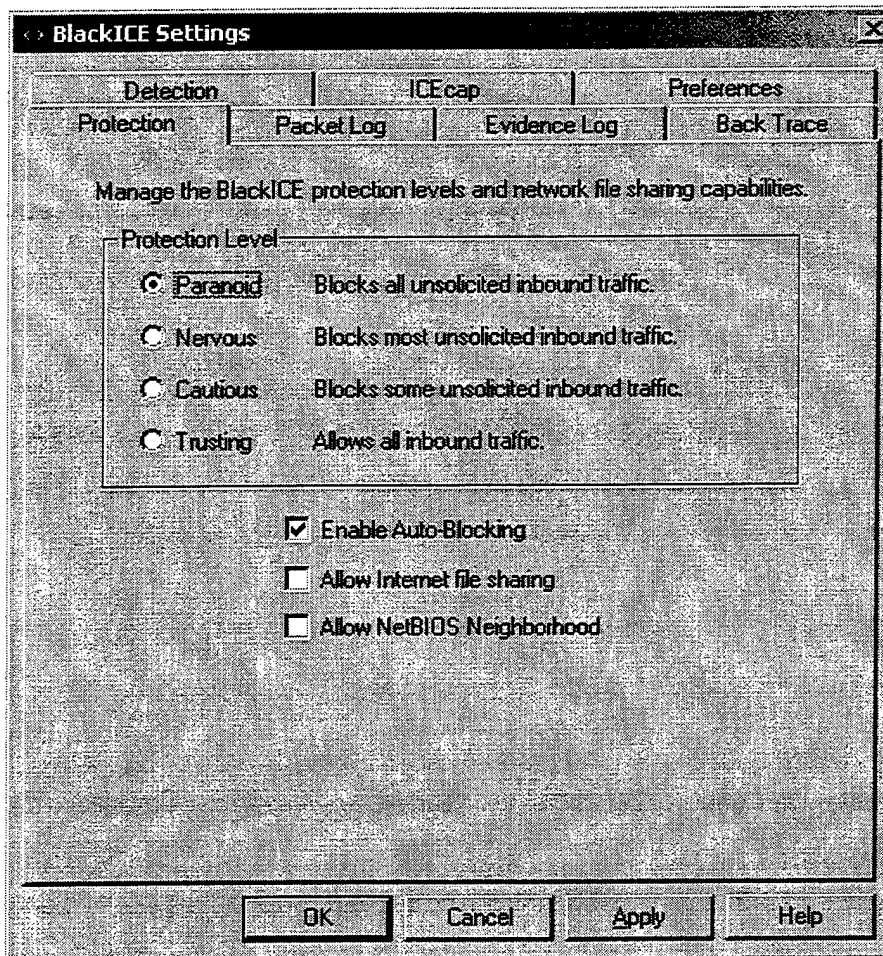 BlackICE Settings
Detection ICEcap Preferences
Protection Packet Log Evidence Log Back Trace
Manage the BlackICE protection levels and network file sharing capabilities.
Protection Level
Paranoid Blocks all unsolicited inbound traffic.
Nervous Blocks most unsolicited inbound traffic.
Cautious Blocks some unsolicited inbound traffic.
Trusting Allows all inbound traffic.
Enable Auto-Blocking
Allow Internet file sharing
Allow NetBIOS Neighborhood
OK Cancel Apply Help